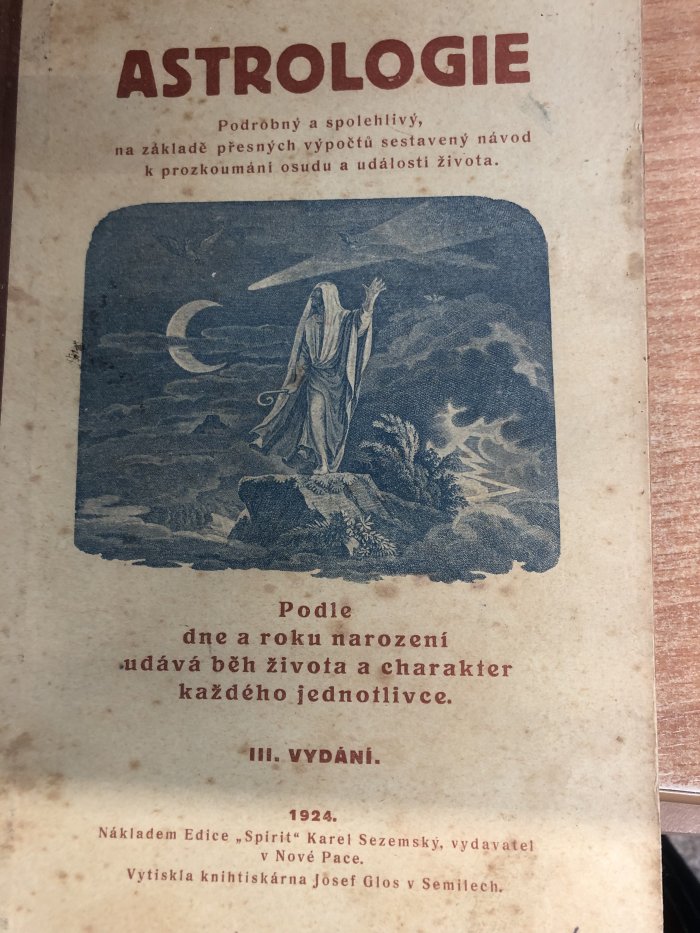 ASTROLOGIE
Podrobný a spolehlivý,
na základě přesných výpočtů sestavený návod
k prozkoumání osudu a událostí života.
Podle
dne a roku narození
udává běh života a charakter
každého jednotlivce.
III. VYDÁNÍ.
1924.
Nákladem Edice „Spirit“ Karel Sezemský, vydavatel
v Nové Pace.
Vytiskla knihtiskárna Josef Glos v Semilech.